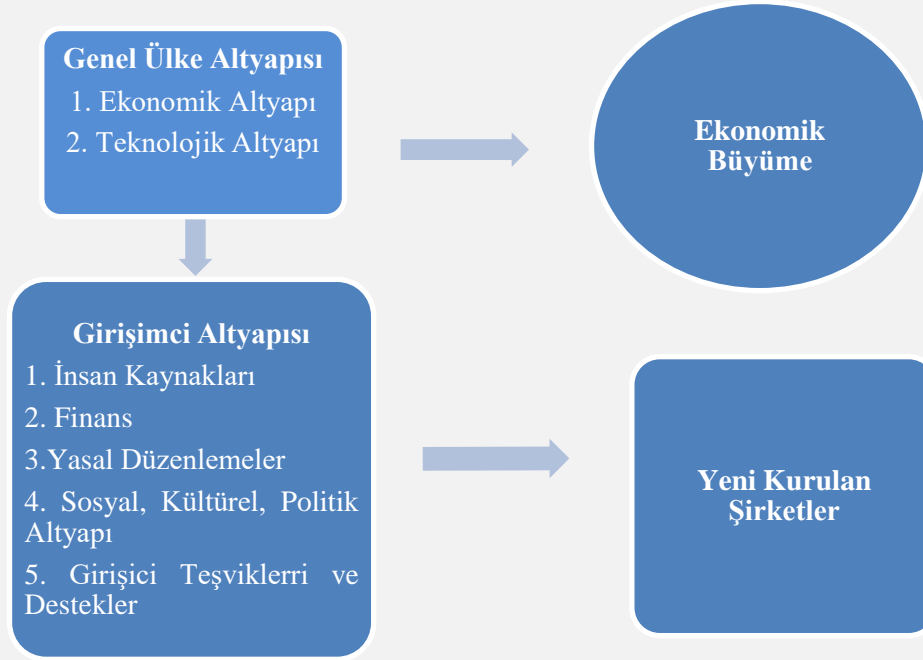 Genel Ülke Altyapısı
1. Ekonomik Altyapı
2. Teknolojik Altyapı
Ekonomik
Büyüme
Girişimci Altyapısı
1. İnsan Kaynakları
2. Finans
3.Yasal Düzenlemeler
4. Sosyal, Kültürel, Politik
Altyapı
5. Girişici Teşviklerri ve
Destekler
Yeni Kurulan
Şirketler